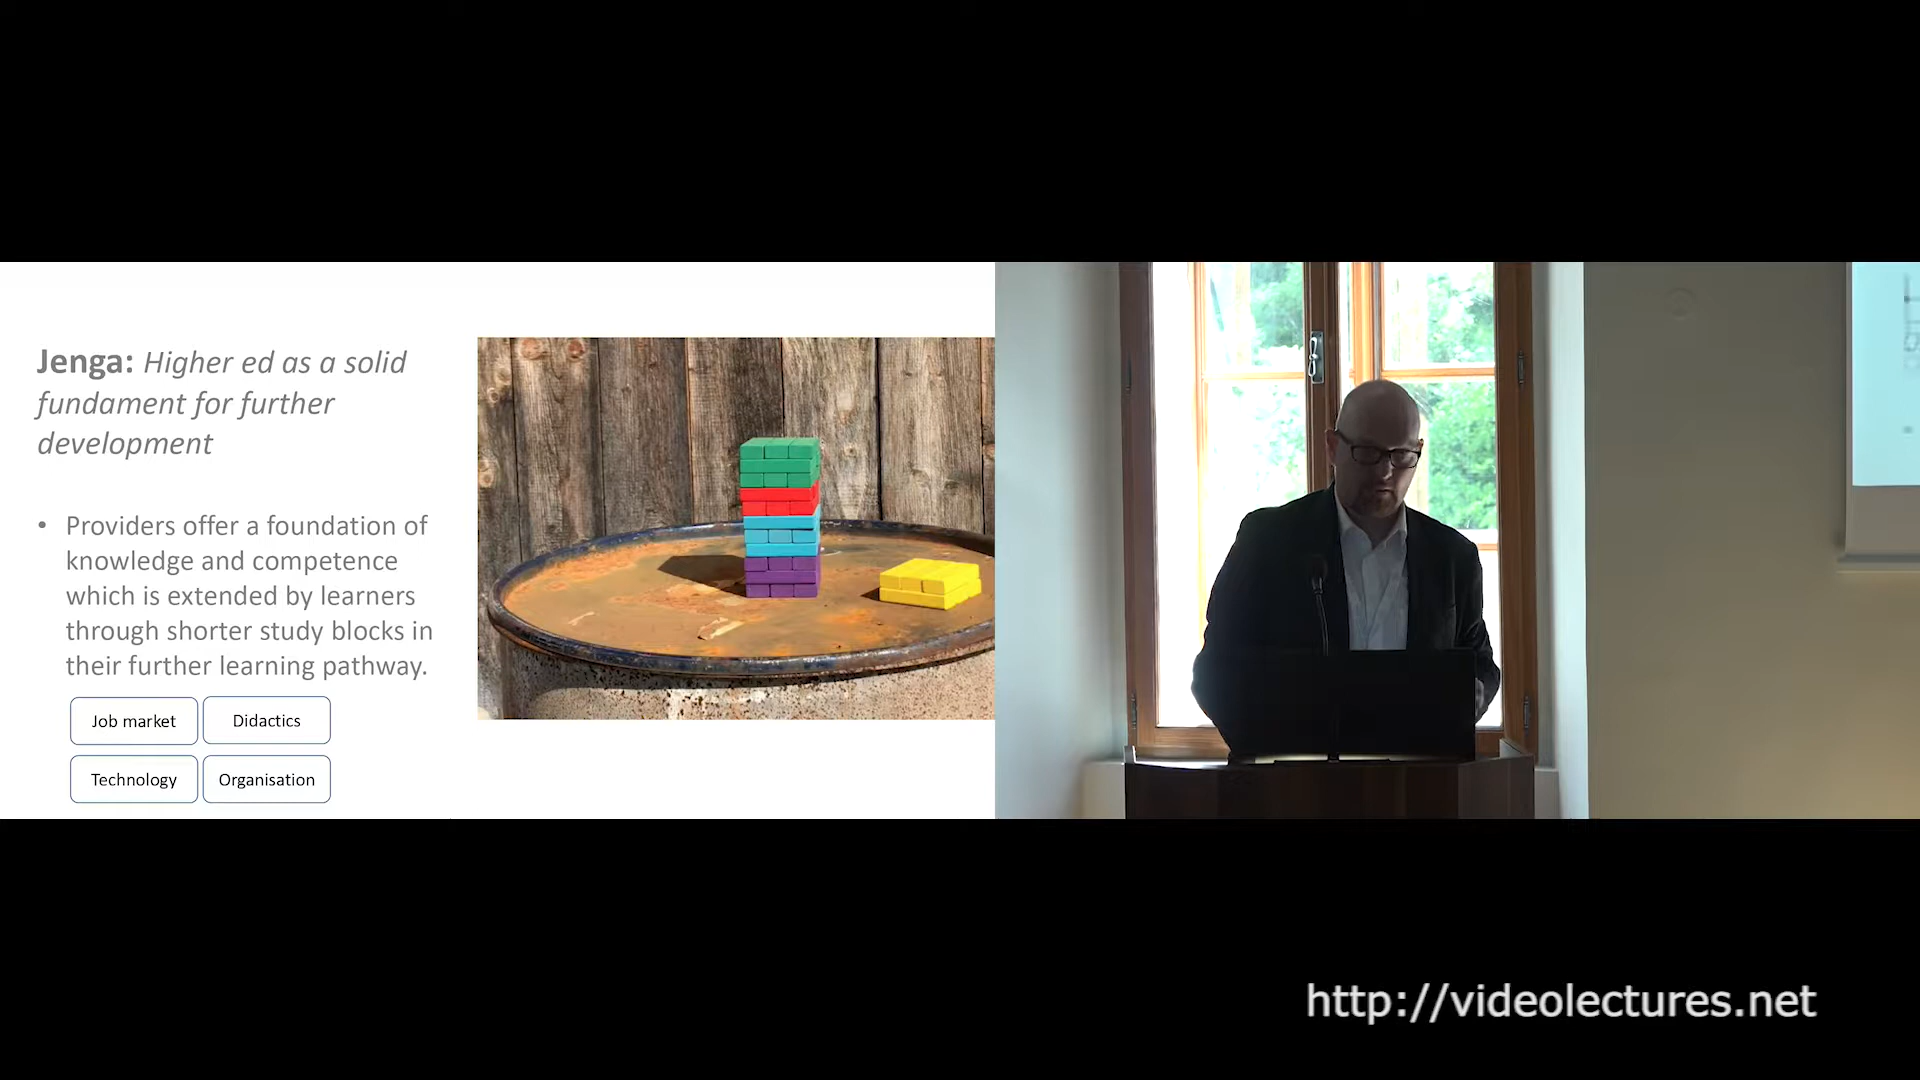 Jenga: Higher ed as a solid
fundament for further
development
• Providers offer a foundation of
knowledge and competence
which is extended by learners
through shorter study blocks in
their further learning pathway.
Job market
Didactics
Technology
Organisation
http://videolectures.net